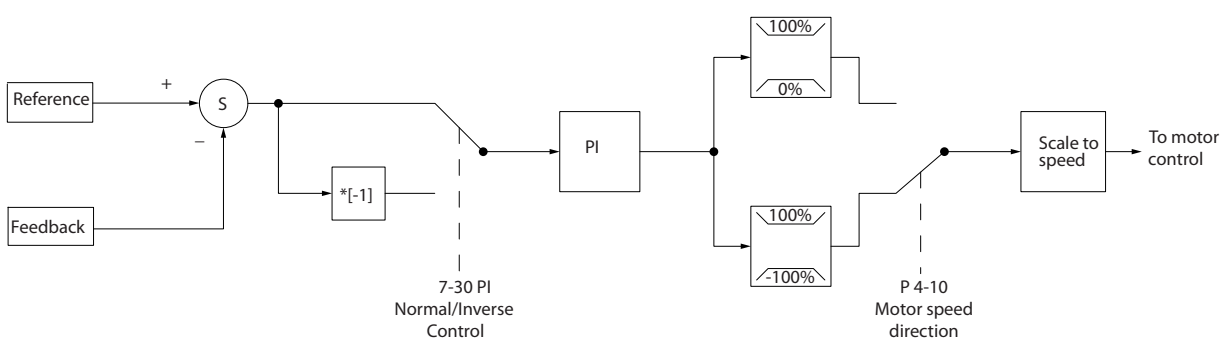 Reference
+
S
−
Feedback
*[-1]
7-30 PI
Normal/Inverse
Control
PI
100%
0%
100%
-100%
P 4-10
Motor speed
direction
Scale to
speed
To motor
control